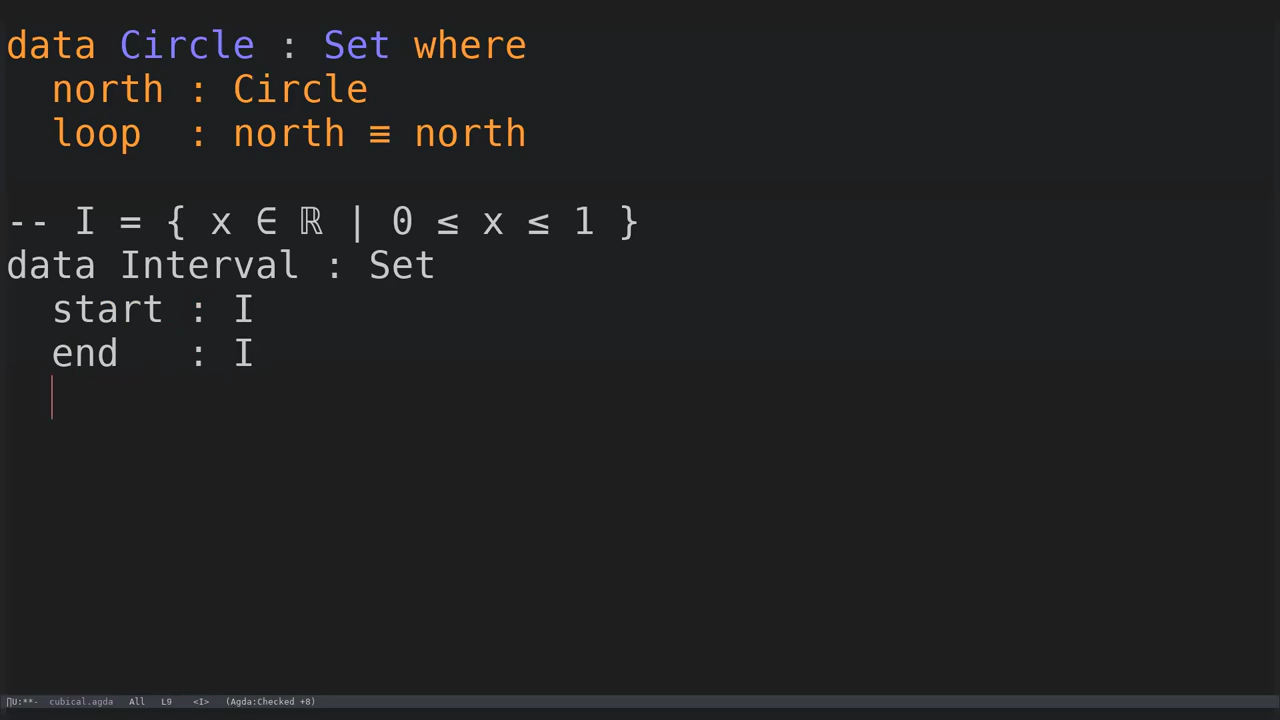 data Circle : Set where
  north : Circle
  loop  : north ≡ north

-- I = { x ∈ ℝ | 0 ≤ x ≤ 1 }
data Interval : Set
  start : I
  end   : I
U:**-  cubical.agda   All   L9   <I>   (Agda:Checked +8)